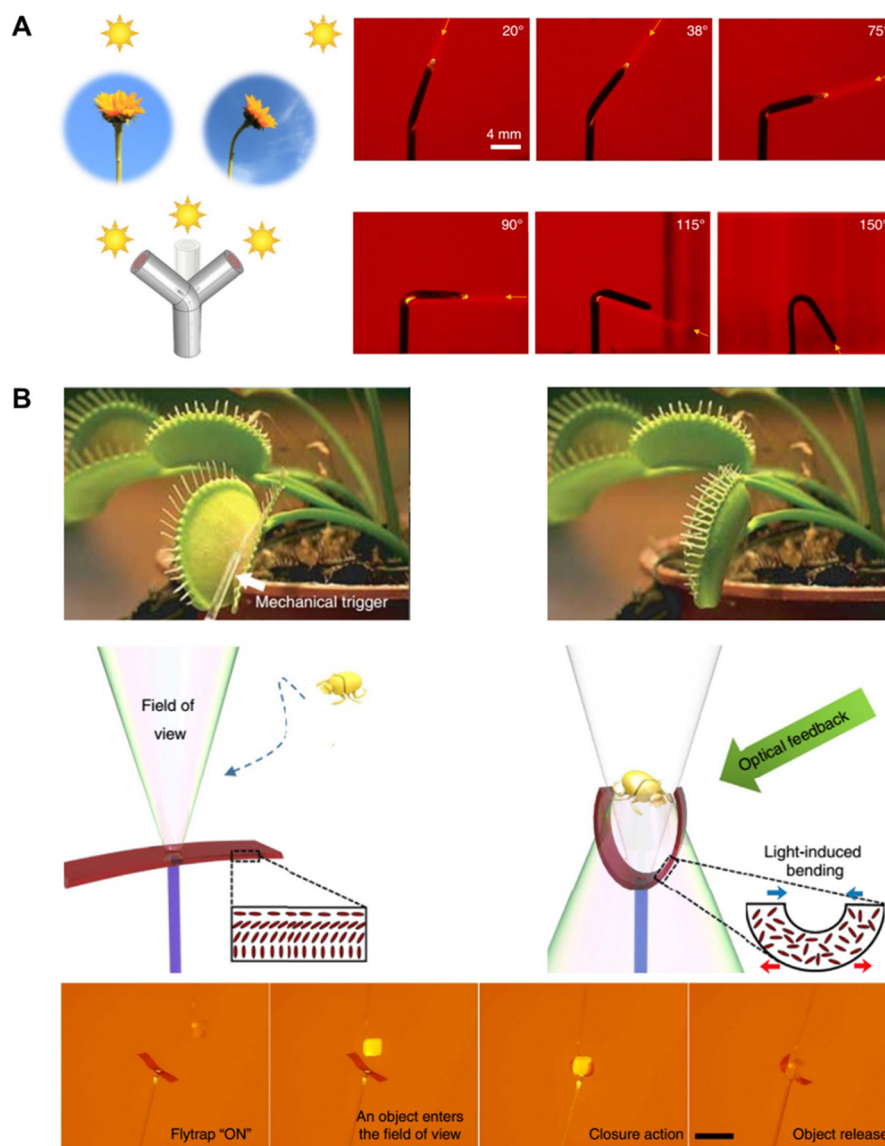 A
20°
38°
75°
4 mm
90°
115°
150°
B
Mechanical trigger
Field of
view
Optical feedback
Light-induced
bending
Flytrap "ON"
An object enters
the field of view
Closure action
Object release